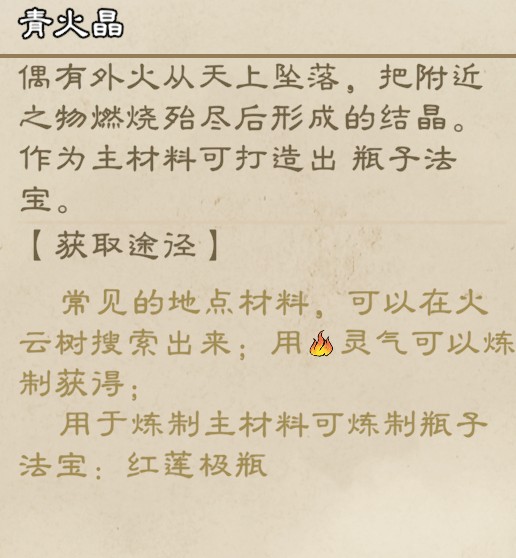 青火晶
偶有外火从天上坠落，把附近
之物燃烧殆尽后形成的结晶。
作为主材料可打造出 瓶子法
宝。
【获取途径】
常见的地点材料，可以在火
云树搜索出来；用灵气可以炼
制获得；
用于炼制主材料可炼制瓶子
法宝：红莲极瓶